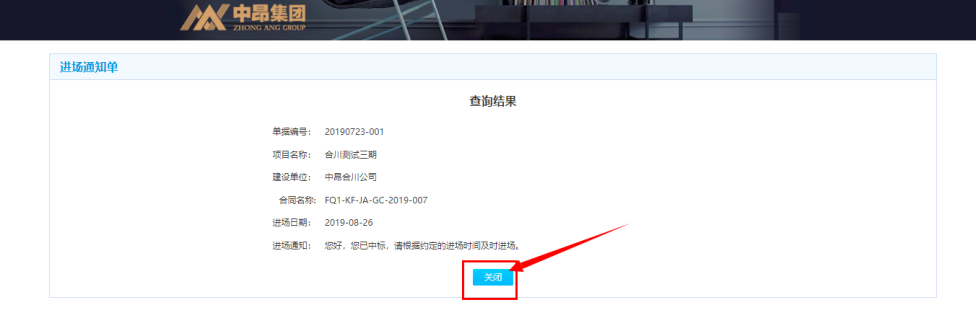 中昂集团
ZHONG ANG GROUP
进场通知单
查询结果
单据编号： 20190723-001
项目名称： 合川测试三期
建设单位： 中昂合川公司
合同名称: FQ1-KF-JA-GC-2019-007
进场日期： 2019-08-26
进场通知： 您好，您已中标，请根据约定的进场时间及时进场。
关闭